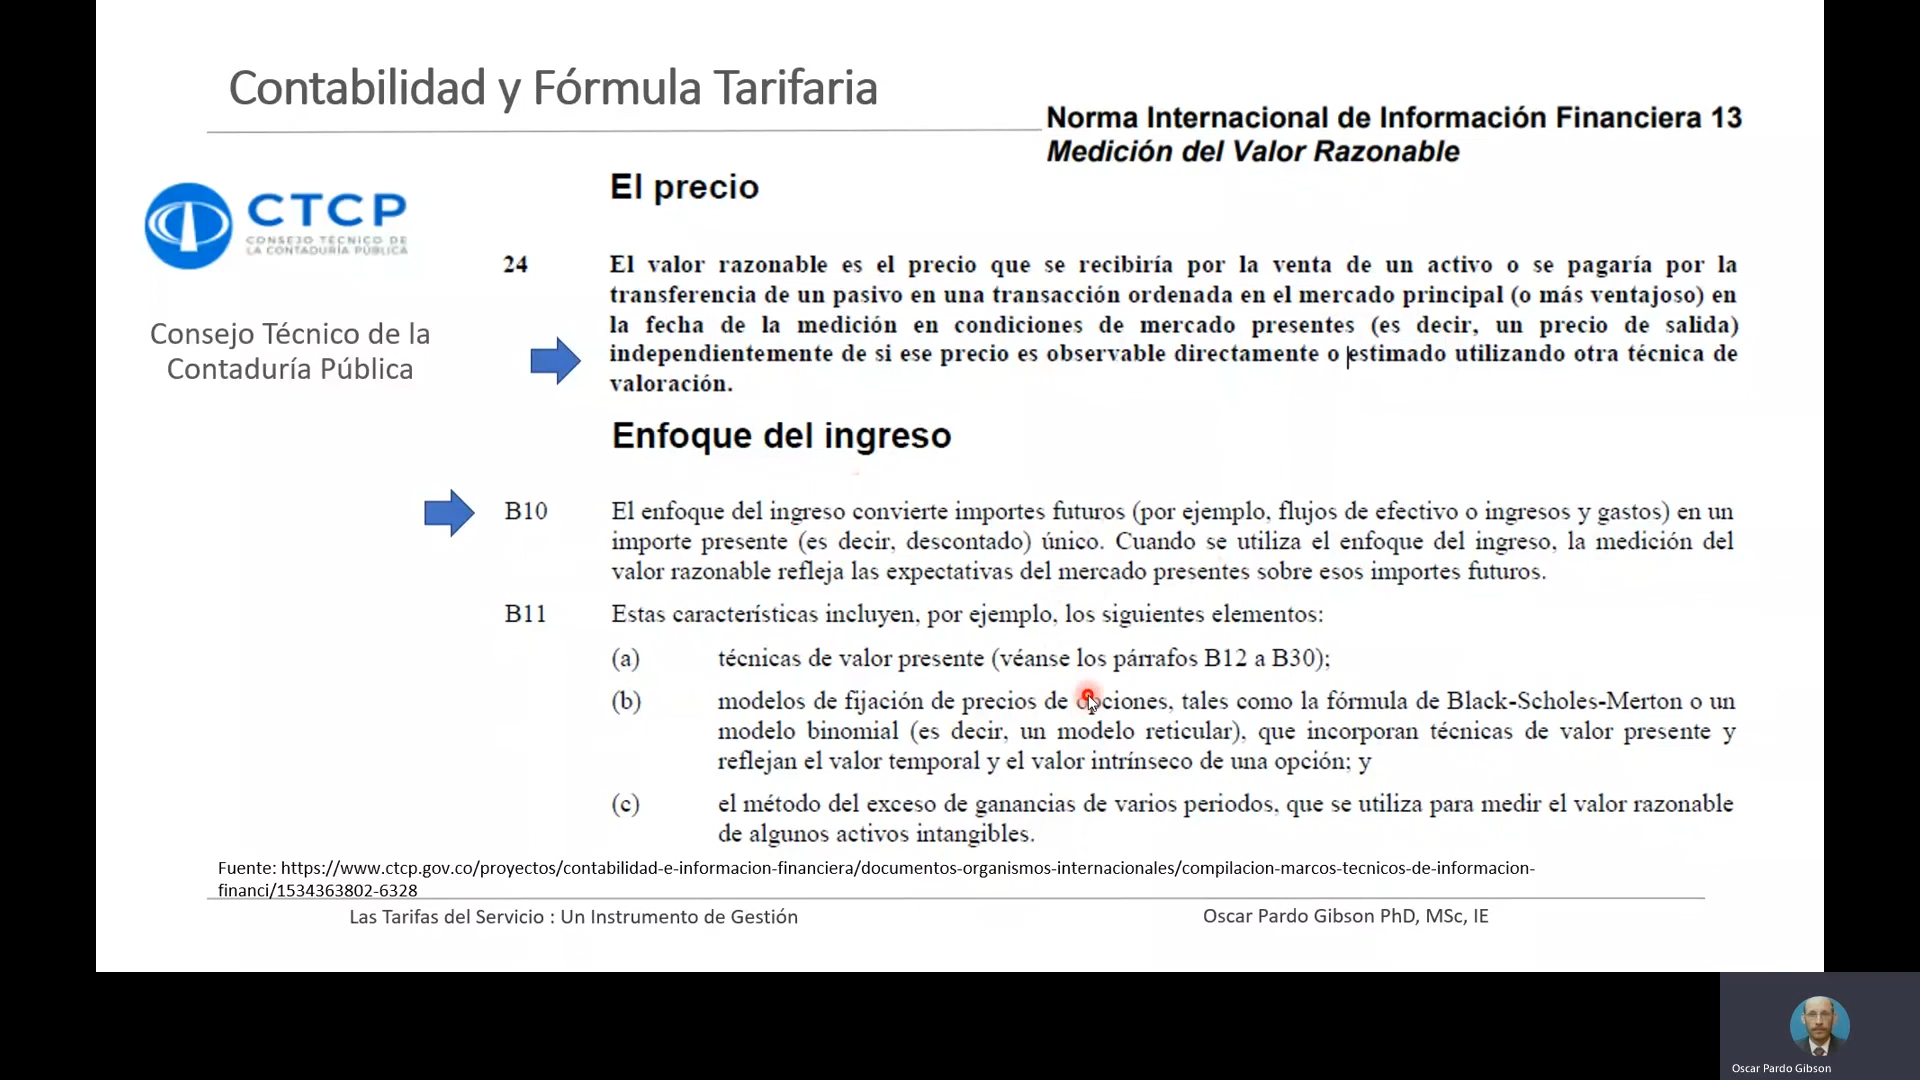 Contabilidad y Fórmula Tarifaria
Norma Internacional de Información Financiera 13
Medición del Valor Razonable
CTCP
CONSEJO TÉCNICO DE
LA CONTADURÍA PÚBLICA
Consejo Técnico de la
Contaduría Pública
El precio
24 El valor razonable es el precio que se recibiría por la venta de un activo o se pagaría por la
transferencia de un pasivo en una transacción ordenada en el mercado principal (o más ventajoso) en
la fecha de la medición en condiciones de mercado presentes (es decir, un precio de salida)
independientemente de si ese precio es observable directamente o estimado utilizando otra técnica de
valoración.
Enfoque del ingreso
B10 El enfoque del ingreso convierte importes futuros (por ejemplo, flujos de efectivo o ingresos y gastos) en un
importe presente (es decir, descontado) único. Cuando se utiliza el enfoque del ingreso, la medición del
valor razonable refleja las expectativas del mercado presentes sobre esos importes futuros.
B11 Estas características incluyen, por ejemplo, los siguientes elementos:
(a) técnicas de valor presente (véanse los párrafos B12 a B30);
(b) modelos de fijación de precios de opciones, tales como la fórmula de Black-Scholes-Merton o un
modelo binomial (es decir, un modelo reticular), que incorporan técnicas de valor presente y
reflejan el valor temporal y el valor intrínseco de una opción; y
(c) el método del exceso de ganancias de varios periodos, que se utiliza para medir el valor razonable
de algunos activos intangibles.
Fuente: https://www.ctcp.gov.co/proyectos/contabilidad-e-informacion-financiera/documentos-organismos-internacionales/compilacion-marcos-tecnicos-de-informacion-
financi/1534363802-6328
Las Tarifas del Servicio : Un Instrumento de Gestión
Oscar Pardo Gibson PhD, MSc, IE
Oscar Pardo Gibson